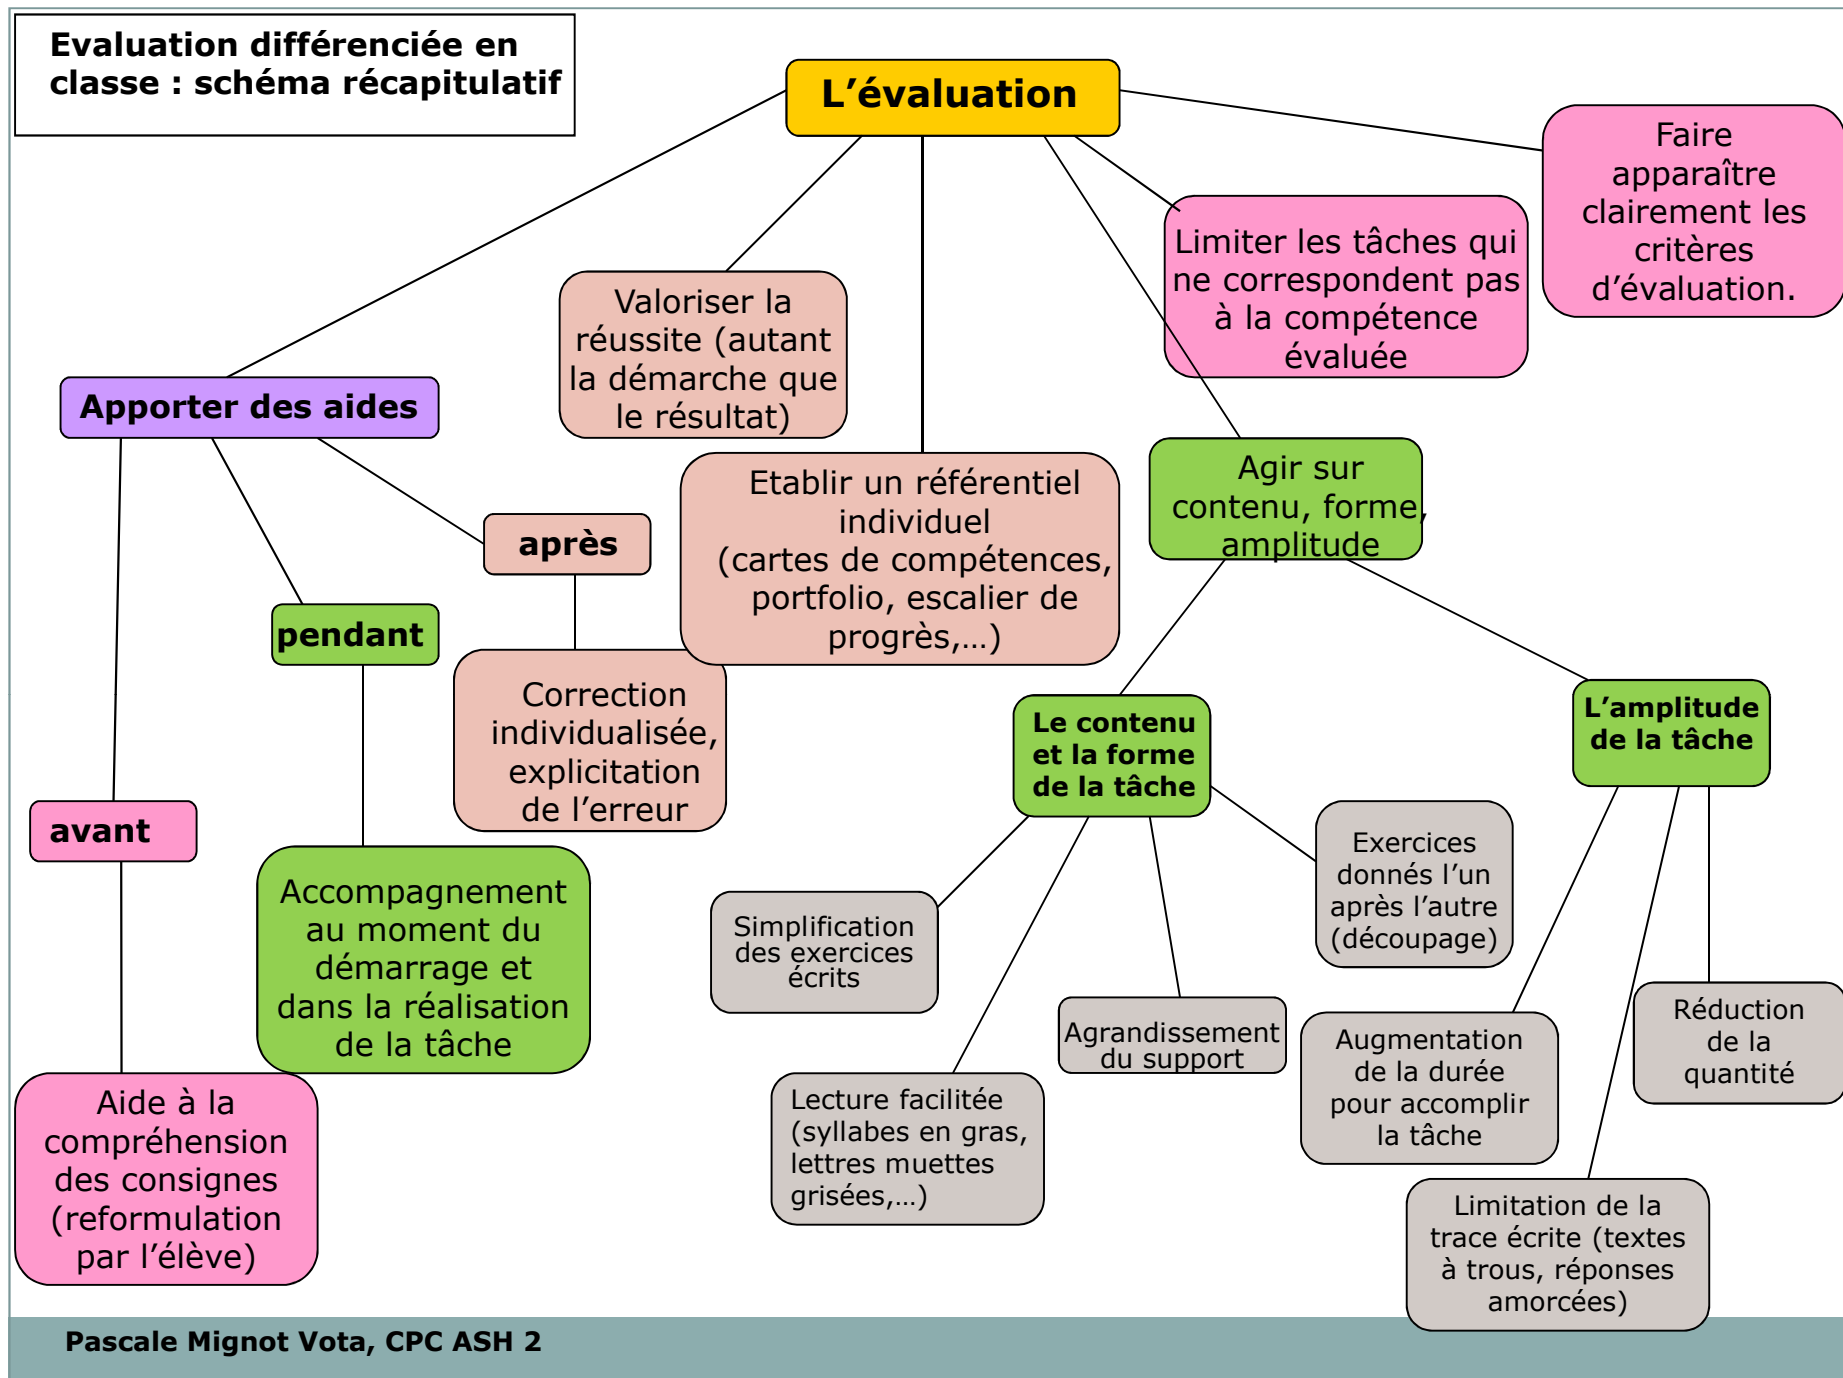 Evaluation différenciée en
classe : schéma récapitulatif
L’évaluation
Faire
apparaître
clairement les
critères
d’évaluation.
Limiter les tâches qui
ne correspondent pas
à la compétence
évaluée
Valoriser la
réussite (autant
la démarche que
le résultat)
Apporter des aides
Etablir un référentiel
individuel
(cartes de compétences,
portfolio, escalier de
progrès,...)
Agir sur
contenu, forme,
amplitude
après
pendant
avant
Correction
individualisée,
explicitation
de l’erreur
Accompagnement
au moment du
démarrage et
dans la réalisation
de la tâche
Aide à la
compréhension
des consignes
(reformulation
par l’élève)
Le contenu
et la forme
de la tâche
L’amplitude
de la tâche
Simplification
des exercices
écrits
Lecture facilitée
(syllabes en gras,
lettres muettes
grisées,...)
Agrandissement
du support
Exercices
donnés l’un
après l’autre
(découpage)
Augmentation
de la durée
pour accomplir
la tâche
Limitation de la
trace écrite (textes
à trous, réponses
amorcées)
Réduction
de la
quantité
Pascale Mignot Vota, CPC ASH 2